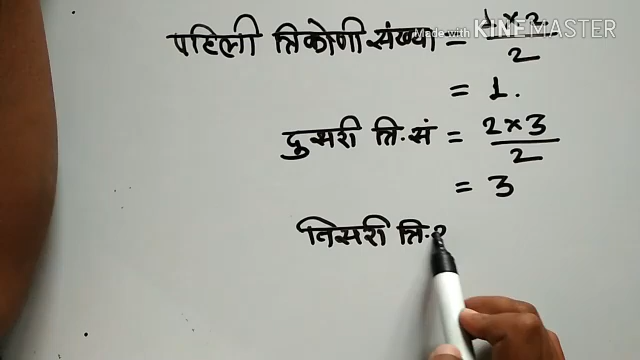 Made with KINEMASTER
पहिली त्रिकोणी संख्या = 1 × 2 / 2
= 1.
दुसरी त्रि.सं = 2 × 3 / 2
= 3
तिसरी त्रि.